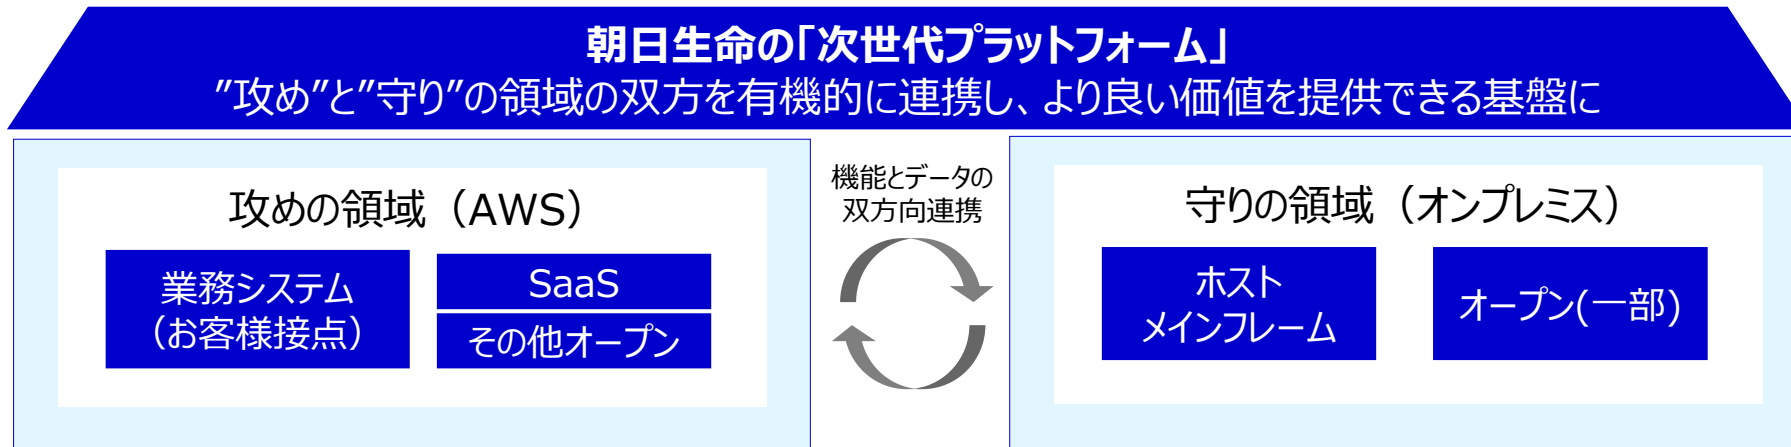 朝日生命の「次世代プラットフォーム」
”攻め”と”守り”の領域の双方を有機的に連携し、より良い価値を提供できる基盤に
攻めの領域（AWS）
業務システム
（お客様接点）
SaaS
その他オープン
機能とデータの
双方向連携
守りの領域（オンプレミス）
ホスト
メインフレーム
オープン(一部)